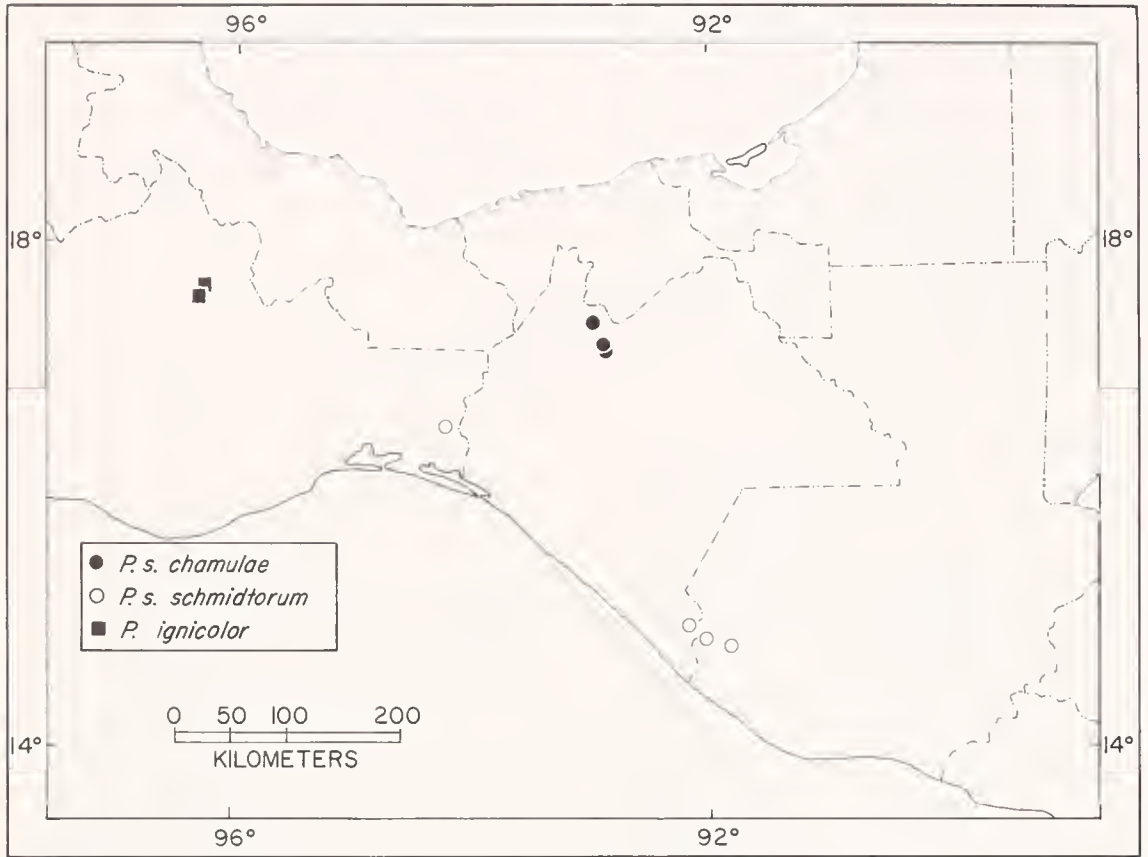 96° 92°
18° 18°
P. s. chamulae
P. s. schmidtorum
P. ignicolor
0 50 100 200
KILOMETERS
14° 14°
96° 92°